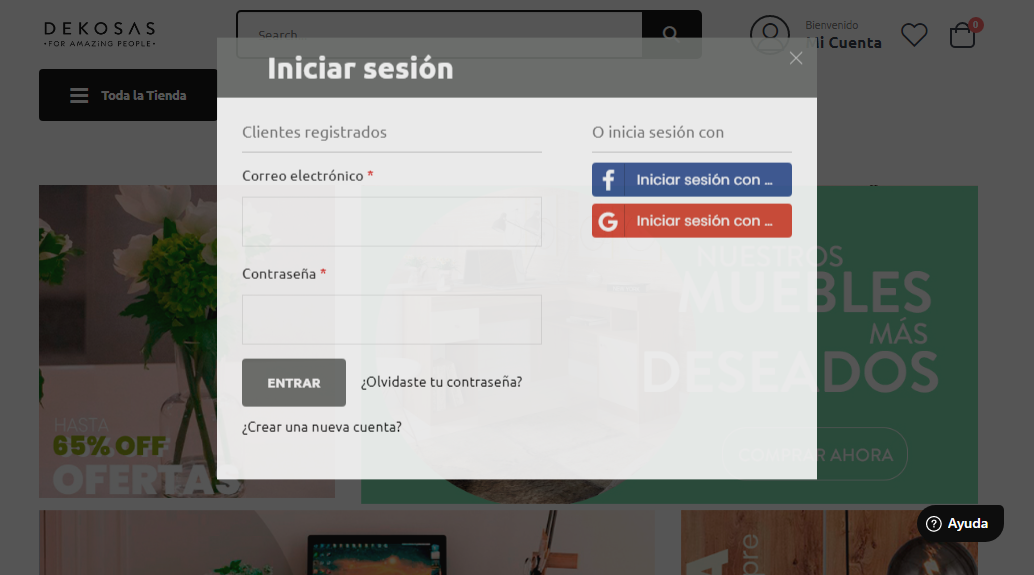 DEKOSAS
•FOR AMAZING PEOPLE•
Search
Bienvenido
Mi Cuenta
0
Toda la Tienda
Iniciar sesión
Clientes registrados
Correo electrónico *
Contraseña *
ENTRAR
¿Olvidaste tu contraseña?
¿Crear una nueva cuenta?
O inicia sesión con
Iniciar sesión con ...
Iniciar sesión con ...
HASTA
65% OFF
OFERTAS
NUESTROS
MUEBLES
MÁS
DESEADOS
COMPRAR AHORA
Ayuda